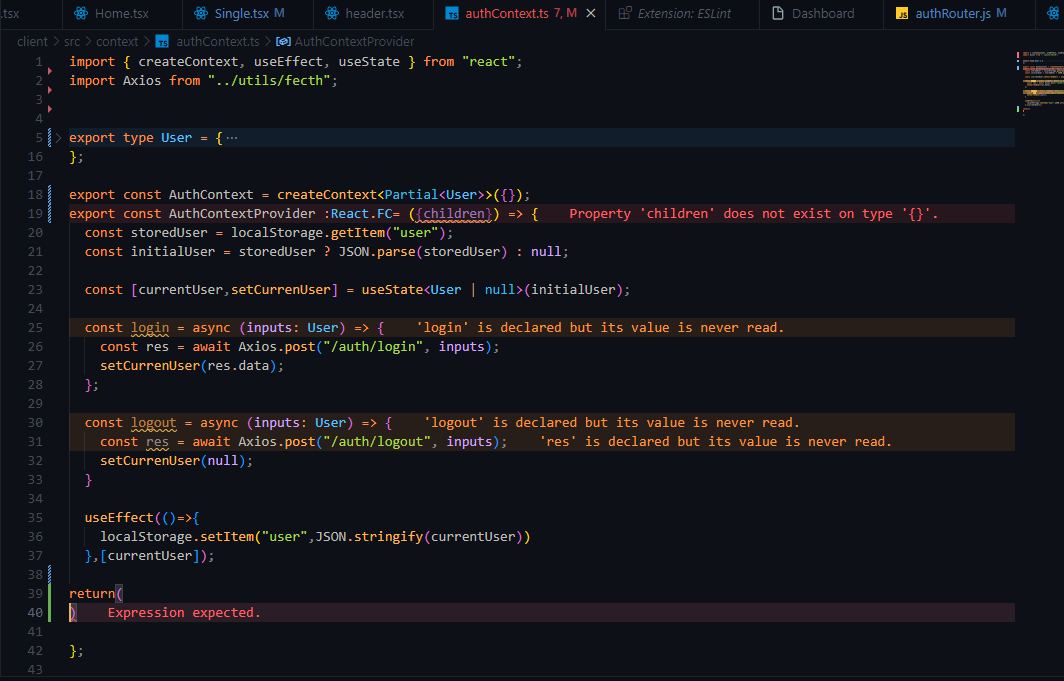 .tsx Home.tsx Single.tsx M header.tsx TS authContext.ts 7, M Extension: ESLint Dashboard JS authRouter.js M
client > src > context > TS authContext.ts > AuthContextProvider
1 import { createContext, useEffect, useState } from "react";
2 import Axios from "../utils/fecth";
3
4
5 export type User = { ···
16 };
17
18 export const AuthContext = createContext<Partial<User>>({});
19 export const AuthContextProvider :React.FC= ({children}) => { Property 'children' does not exist on type '{}'.
20 const storedUser = localStorage.getItem("user");
21 const initialUser = storedUser ? JSON.parse(storedUser) : null;
22
23 const [currentUser,setCurrenUser] = useState<User | null>(initialUser);
24
25 const login = async (inputs: User) => { 'login' is declared but its value is never read.
26 const res = await Axios.post("/auth/login", inputs);
27 setCurrenUser(res.data);
28 };
29
30 const logout = async (inputs: User) => { 'logout' is declared but its value is never read.
31 const res = await Axios.post("/auth/logout", inputs); 'res' is declared but its value is never read.
32 setCurrenUser(null);
33 }
34
35 useEffect(()=>{
36 localStorage.setItem("user",JSON.stringify(currentUser))
37 },[currentUser]);
38
39 return(
40 ) Expression expected.
41
42 };
43